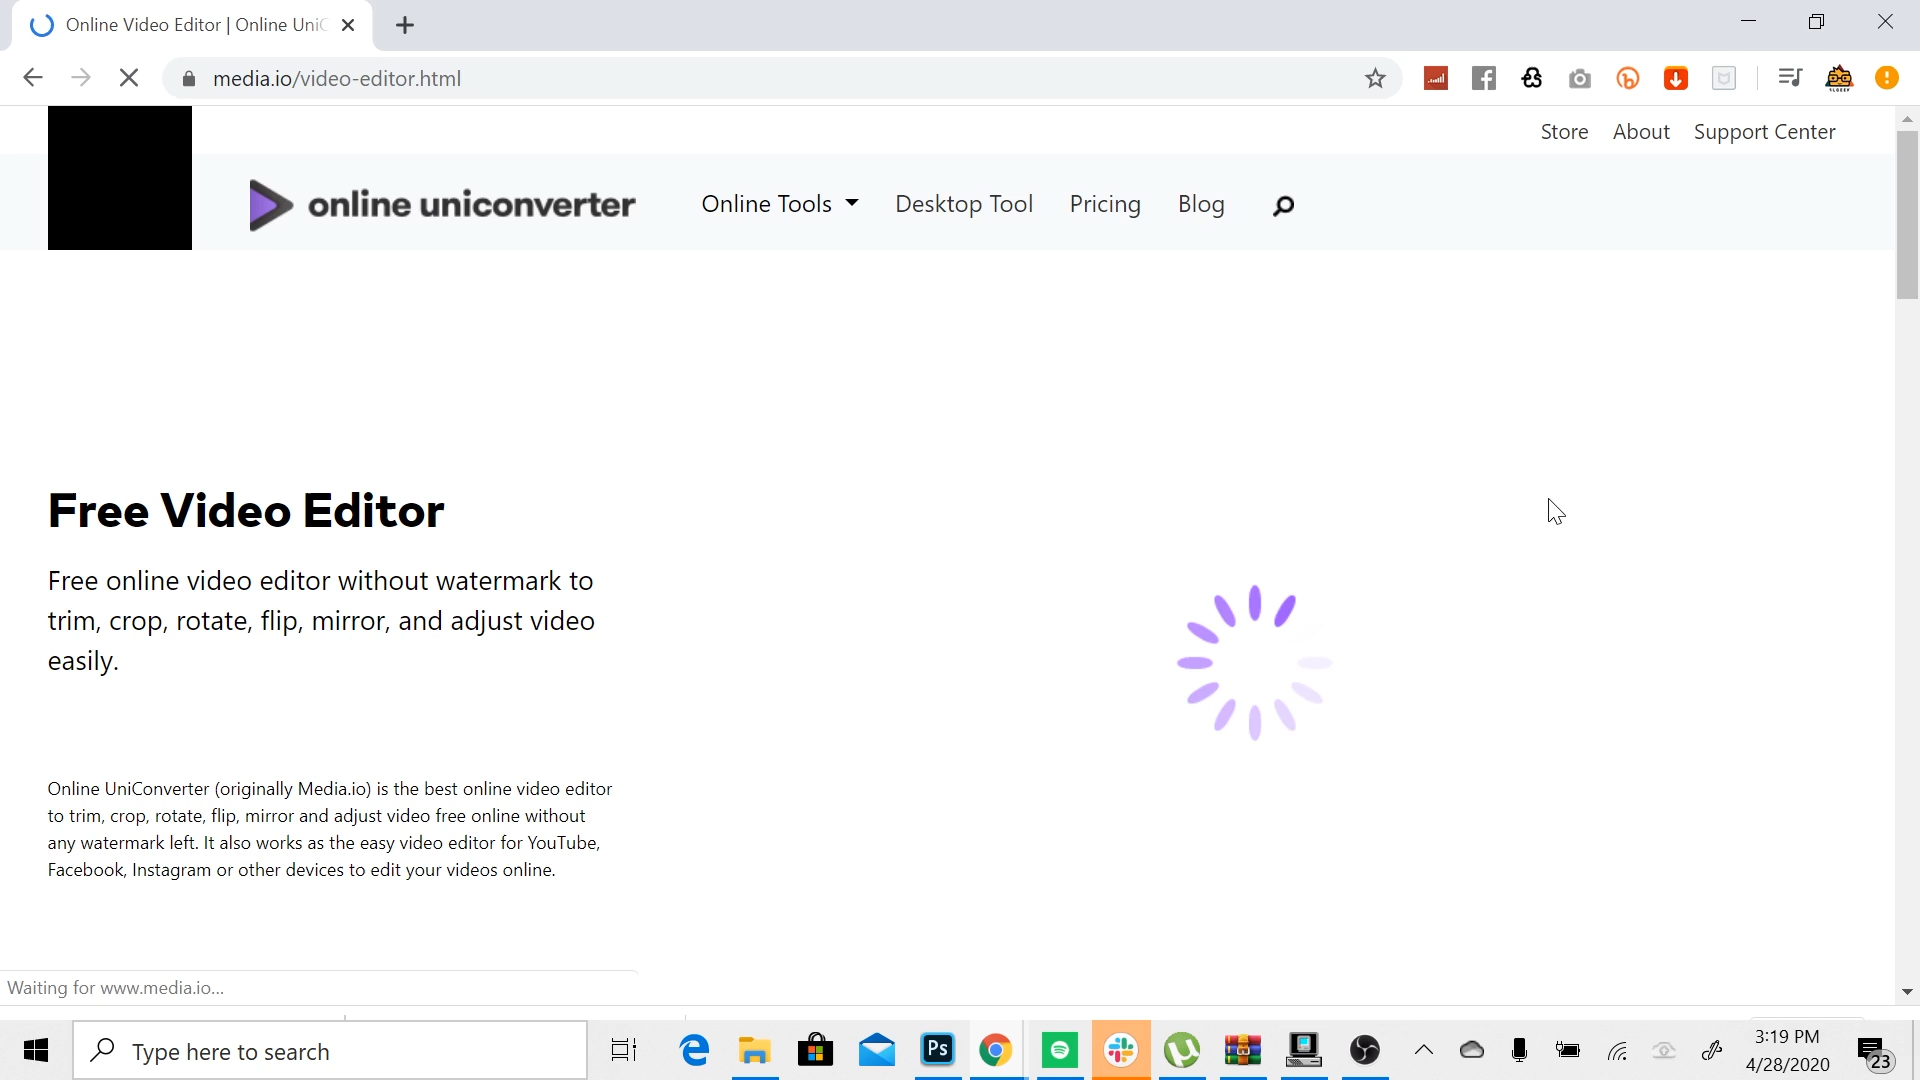 Online Video Editor | Online UniC
media.io/video-editor.html
Store About Support Center
online uniconverter
Online Tools Desktop Tool Pricing Blog
Free Video Editor
Free online video editor without watermark to
trim, crop, rotate, flip, mirror, and adjust video
easily.
Online UniConverter (originally Media.io) is the best online video editor
to trim, crop, rotate, flip, mirror and adjust video free online without
any watermark left. It also works as the easy video editor for YouTube,
Facebook, Instagram or other devices to edit your videos online.
Waiting for www.media.io...
Type here to search
Ps
3:19 PM
4/28/2020
23